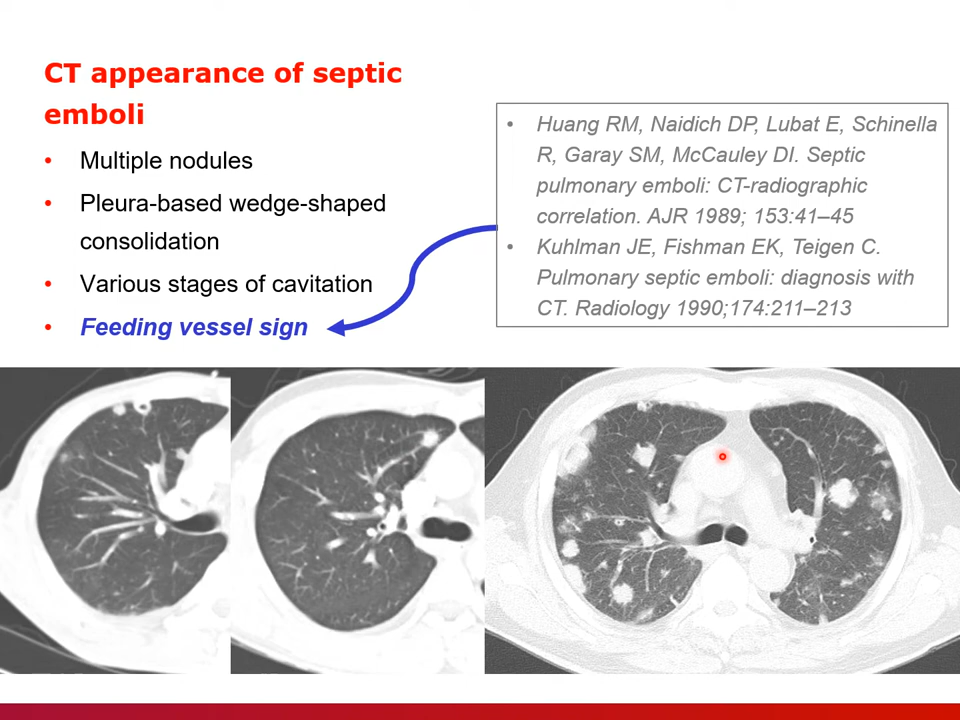 CT appearance of septic
emboli
• Multiple nodules
• Pleura-based wedge-shaped
consolidation
• Various stages of cavitation
• Feeding vessel sign
• Huang RM, Naidich DP, Lubat E, Schinella
R, Garay SM, McCauley DI. Septic
pulmonary emboli: CT-radiographic
correlation. AJR 1989; 153:41–45
• Kuhlman JE, Fishman EK, Teigen C.
Pulmonary septic emboli: diagnosis with
CT. Radiology 1990;174:211–213